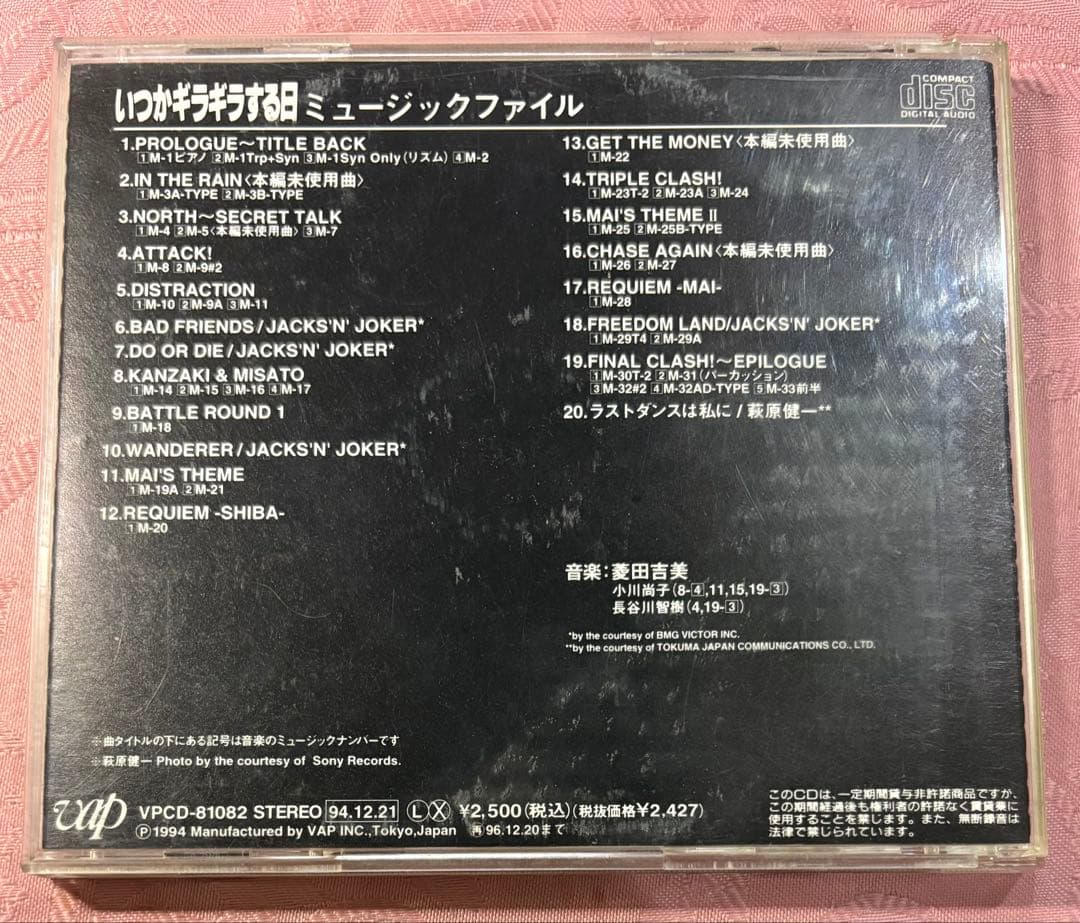 いつかギラギラする日 ミュージックファイル
COMPACT
disc
DIGITAL AUDIO
1.PROLOGUE〜TITLE BACK
1M-1ピアノ 2M-1Trp+Syn 3M-1Syn Only(リズム) 4M-2
2.IN THE RAIN〈本編未使用曲〉
1M-3A-TYPE 2M-3B-TYPE
3.NORTH〜SECRET TALK
1M-4 2M-5〈本編未使用曲〉 3M-7
4.ATTACK!
1M-8 2M-9#2
5.DISTRACTION
1M-10 2M-9A 3M-11
6.BAD FRIENDS/JACKS'N' JOKER*
7.DO OR DIE/JACKS'N' JOKER*
8.KANZAKI & MISATO
1M-14 2M-15 3M-16 4M-17
9.BATTLE ROUND 1
1M-18
10.WANDERER/JACKS'N' JOKER*
11.MAI'S THEME
1M-19A 2M-21
12.REQUIEM -SHIBA-
1M-20
13.GET THE MONEY〈本編未使用曲〉
1M-22
14.TRIPLE CLASH!
1M-23T-2 2M-23A 3M-24
15.MAI'S THEME II
1M-25 2M-25B-TYPE
16.CHASE AGAIN〈本編未使用曲〉
1M-26 2M-27
17.REQUIEM -MAI-
1M-28
18.FREEDOM LAND/JACKS'N' JOKER*
1M-29T4 2M-29A
19.FINAL CLASH!〜EPILOGUE
1M-30T-2 2M-31(パーカッション)
3M-32#2 4M-32AD-TYPE 5M-33前半
20.ラストダンスは私に/萩原健一**
音楽:菱田吉美
小川尚子(8-4,11,15,19-3)
長谷川智樹(4,19-3)
*by the courtesy of BMG VICTOR INC.
**by the courtesy of TOKUMA JAPAN COMMUNICATIONS CO., LTD.
※曲タイトルの下にある記号は音楽のミュージックナンバーです
※萩原健一 Photo by the courtesy of Sony Records.
vap VPCD-81082 STEREO 94.12.21 L X ¥2,500(税込)(税抜価格¥2,427)
Ⓟ1994 Manufactured by VAP INC.,Tokyo,Japan 再96.12.20まで
このCDは、一定期間貸与非許諾商品ですが、
この期間経過後も権利者の許諾なく賃貸業に
使用することを禁じます。また、無断録音は
法律で禁じられています。